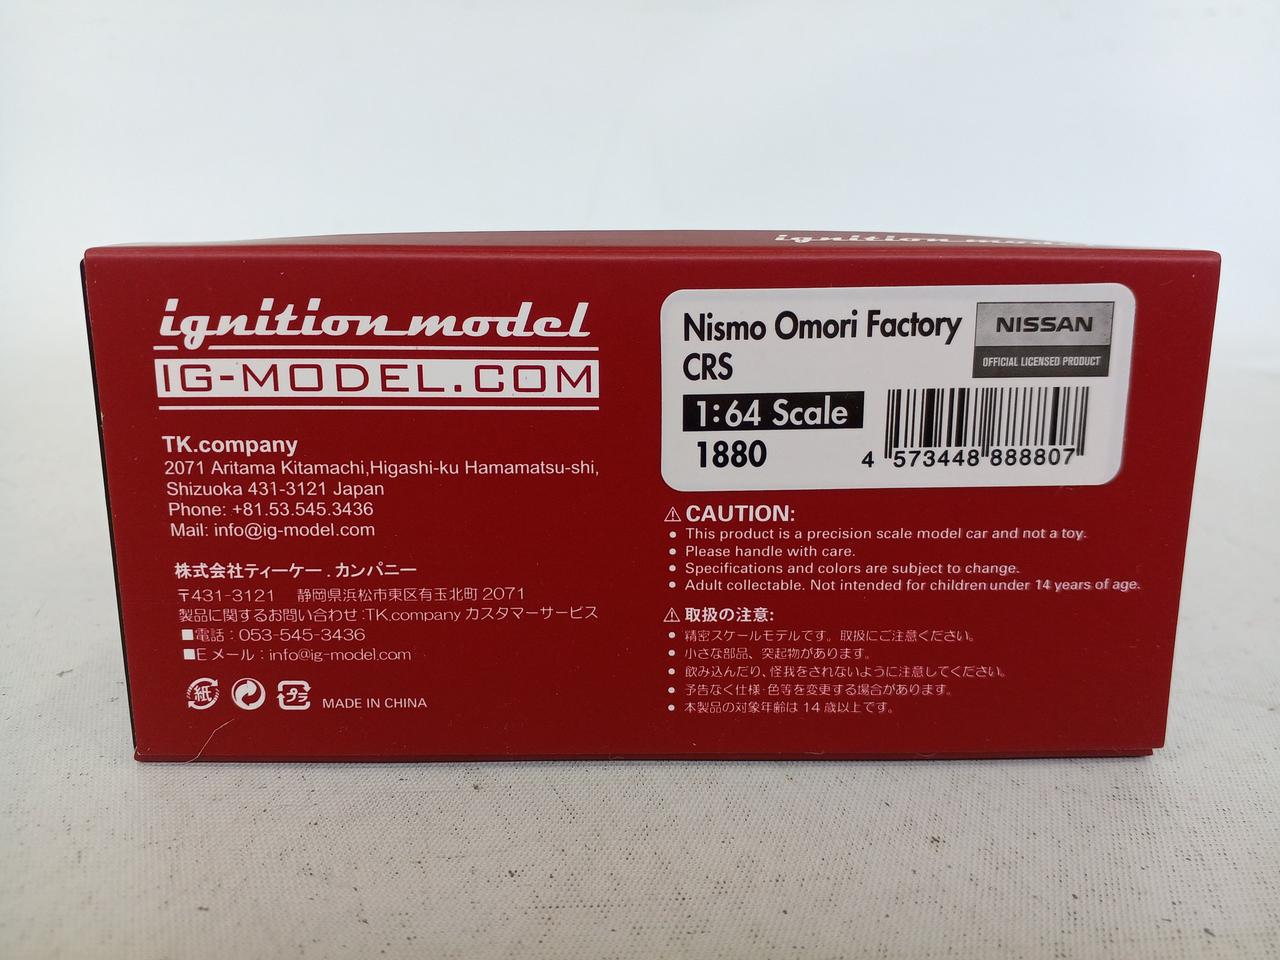 ignition model
ignition model
IG-MODEL.COM
TK.company
2071 Aritama Kitamachi,Higashi-ku Hamamatsu-shi,
Shizuoka 431-3121 Japan
Phone: +81.53.545.3436
Mail: info@ig-model.com
株式会社ティーケー.カンパニー
〒431-3121 静岡県浜松市東区有玉北町 2071
製品に関するお問い合わせ:TK.company カスタマーサービス
■電話:053-545-3436
■E メール:info@ig-model.com
紙
プラ
MADE IN CHINA
Nismo Omori Factory
CRS
NISSAN
OFFICIAL LICENSED PRODUCT
1:64 Scale
1880
4 573448 888807
⚠ CAUTION:
● This product is a precision scale model car and not a toy.
● Please handle with care.
● Specifications and colors are subject to change.
● Adult collectable. Not intended for children under 14 years of age.
⚠ 取扱の注意:
● 精密スケールモデルです。取扱にご注意ください。
● 小さな部品、突起物があります。
● 飲み込んだり、怪我をされないように注意してください。
● 予告なく仕様・色等を変更する場合があります。
● 本製品の対象年齢は 14 歳以上です。